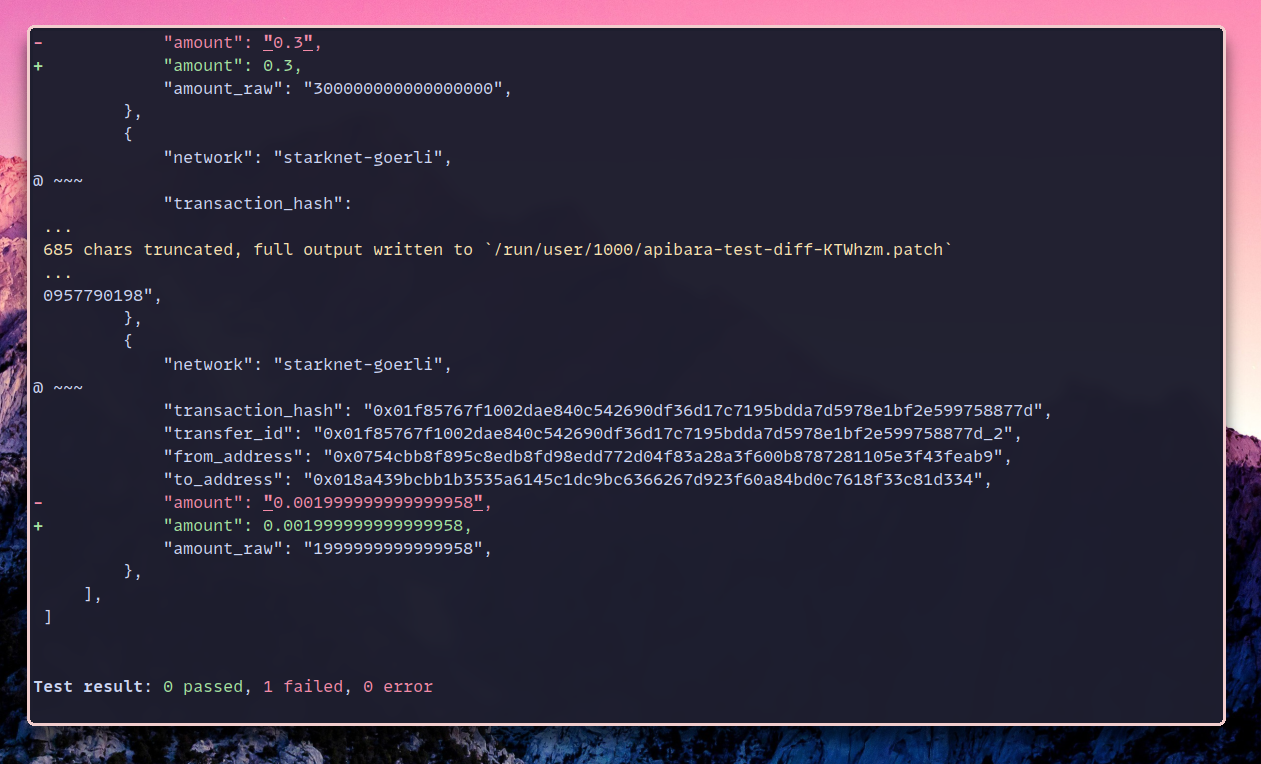 -            "amount": "0.3",
+            "amount": 0.3,
             "amount_raw": "300000000000000000",
         },
         {
             "network": "starknet-goerli",
@ ~~~
             "transaction_hash":
 ...
 685 chars truncated, full output written to `/run/user/1000/apibara-test-diff-KTWhzm.patch`
 ...
 0957790198",
         },
         {
             "network": "starknet-goerli",
@ ~~~
             "transaction_hash": "0x01f85767f1002dae840c542690df36d17c7195bdda7d5978e1bf2e599758877d",
             "transfer_id": "0x01f85767f1002dae840c542690df36d17c7195bdda7d5978e1bf2e599758877d_2",
             "from_address": "0x0754cbb8f895c8edb8fd98edd772d04f83a28a3f600b8787281105e3f43feab9",
             "to_address": "0x018a439bcbb1b3535a6145c1dc9bc6366267d923f60a84bd0c7618f33c81d334",
-            "amount": "0.001999999999999958",
+            "amount": 0.001999999999999958,
             "amount_raw": "1999999999999958",
         },
     ],
 ]
Test result: 0 passed, 1 failed, 0 error